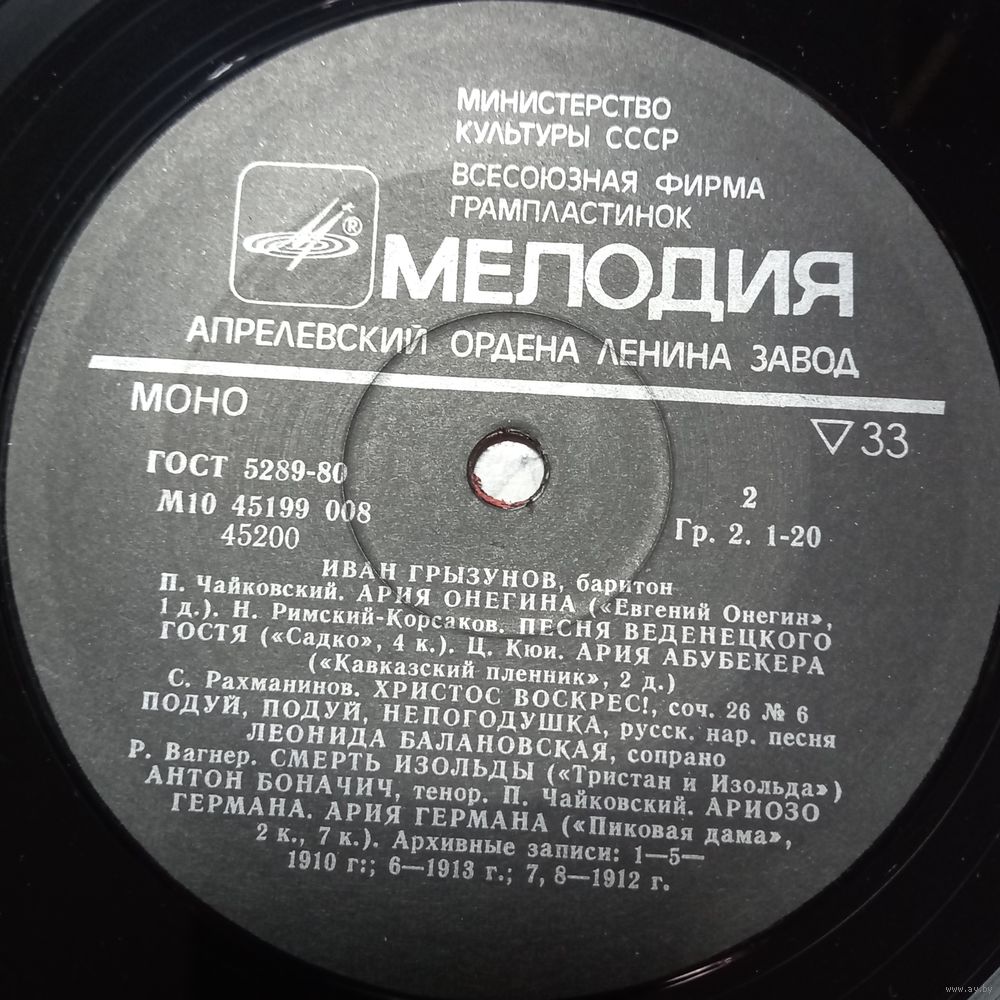 МИНИСТЕРСТВО
КУЛЬТУРЫ СССР
ВСЕСОЮЗНАЯ ФИРМА
ГРАМПЛАСТИНОК
®
МЕЛОДИЯ
АПРЕЛЕВСКИЙ ОРДЕНА ЛЕНИНА ЗАВОД
МОНО
▽33
ГОСТ 5289-80
М10 45199 008
45200
2
Гр. 2. 1-20
ИВАН ГРЫЗУНОВ, баритон
П. Чайковский. АРИЯ ОНЕГИНА («Евгений Онегин»,
1 д.). Н. Римский-Корсаков. ПЕСНЯ ВЕДЕНЕЦКОГО
ГОСТЯ («Садко», 4 к.). Ц. Кюи. АРИЯ АБУБЕКЕРА
(«Кавказский пленник», 2 д.)
С. Рахманинов. ХРИСТОС ВОСКРЕС!, соч. 26 № 6
ПОДУЙ, ПОДУЙ, НЕПОГОДУШКА, русск. нар. песня
ЛЕОНИДА БАЛАНОВСКАЯ, сопрано
Р. Вагнер. СМЕРТЬ ИЗОЛЬДЫ («Тристан и Изольда»)
АНТОН БОНАЧИЧ, тенор. П. Чайковский. АРИОЗО
ГЕРМАНА. АРИЯ ГЕРМАНА («Пиковая дама»,
2 к., 7 к.). Архивные записи: 1—5—
1910 г.; 6—1913 г.; 7, 8—1912 г.
www.ay.by